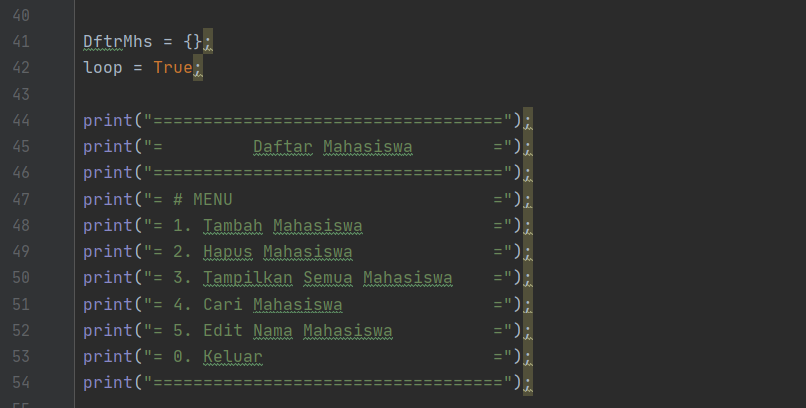 40
41 DftrMhs = {};
42 loop = True;
43
44 print("===================================");
45 print("=         Daftar Mahasiswa        =");
46 print("===================================");
47 print("= # MENU                          =");
48 print("= 1. Tambah Mahasiswa             =");
49 print("= 2. Hapus Mahasiswa              =");
50 print("= 3. Tampilkan Semua Mahasiswa    =");
51 print("= 4. Cari Mahasiswa               =");
52 print("= 5. Edit Nama Mahasiswa          =");
53 print("= 0. Keluar                       =");
54 print("===================================");